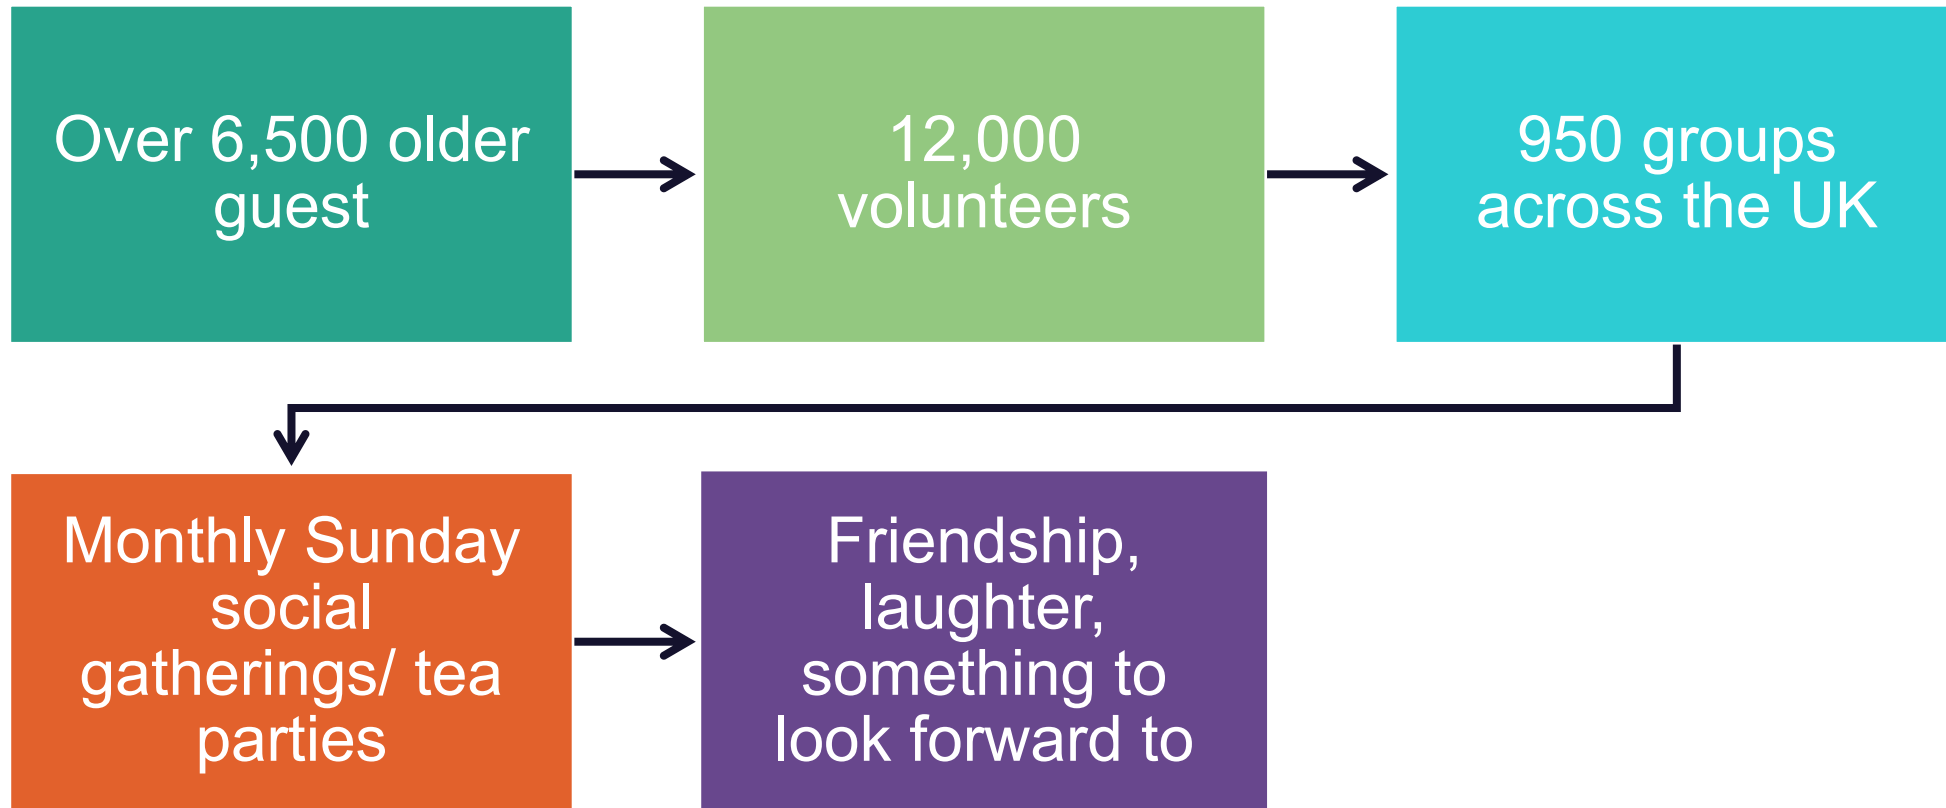 Over 6,500 older
guest
12,000
volunteers
950 groups
across the UK
Monthly Sunday
social
gatherings/ tea
parties
Friendship,
laughter,
something to
look forward to